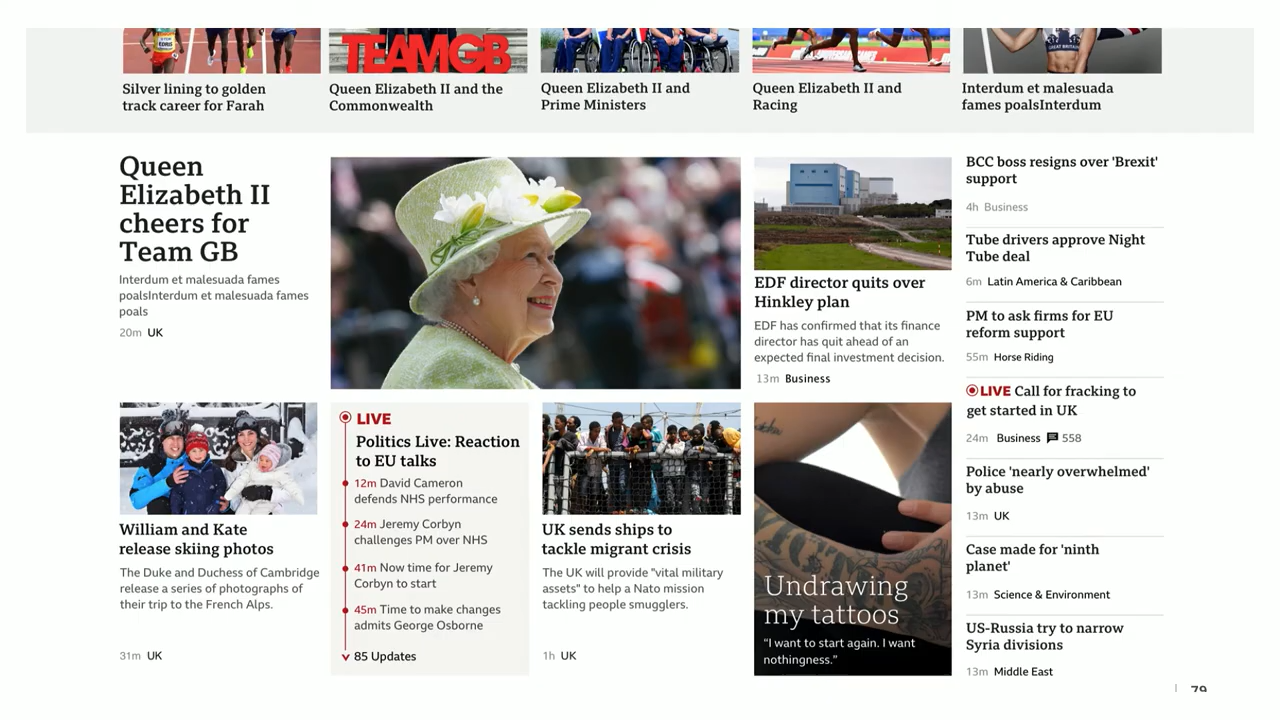 EDRIS
TEAMGB
GREAT BRITAIN
Silver lining to golden
track career for Farah
Queen Elizabeth II and the
Commonwealth
Queen Elizabeth II and
Prime Ministers
Queen Elizabeth II and
Racing
Interdum et malesuada
fames poalsInterdum
Queen
Elizabeth II
cheers for
Team GB
Interdum et malesuada fames
poalsInterdum et malesuada fames
poals
20m UK
EDF director quits over
Hinkley plan
EDF has confirmed that its finance
director has quit ahead of an
expected final investment decision.
13m Business
William and Kate
release skiing photos
The Duke and Duchess of Cambridge
release a series of photographs of
their trip to the French Alps.
31m UK
LIVE
Politics Live: Reaction
to EU talks
12m David Cameron
defends NHS performance
24m Jeremy Corbyn
challenges PM over NHS
41m Now time for Jeremy
Corbyn to start
45m Time to make changes
admits George Osborne
85 Updates
UK sends ships to
tackle migrant crisis
The UK will provide "vital military
assets" to help a Nato mission
tackling people smugglers.
1h UK
Undrawing
my tattoos
"I want to start again. I want
nothingness."
BCC boss resigns over 'Brexit'
support
4h Business
Tube drivers approve Night
Tube deal
6m Latin America & Caribbean
PM to ask firms for EU
reform support
55m Horse Riding
LIVE Call for fracking to
get started in UK
24m Business 558
Police 'nearly overwhelmed'
by abuse
13m UK
Case made for 'ninth
planet'
13m Science & Environment
US-Russia try to narrow
Syria divisions
13m Middle East
79